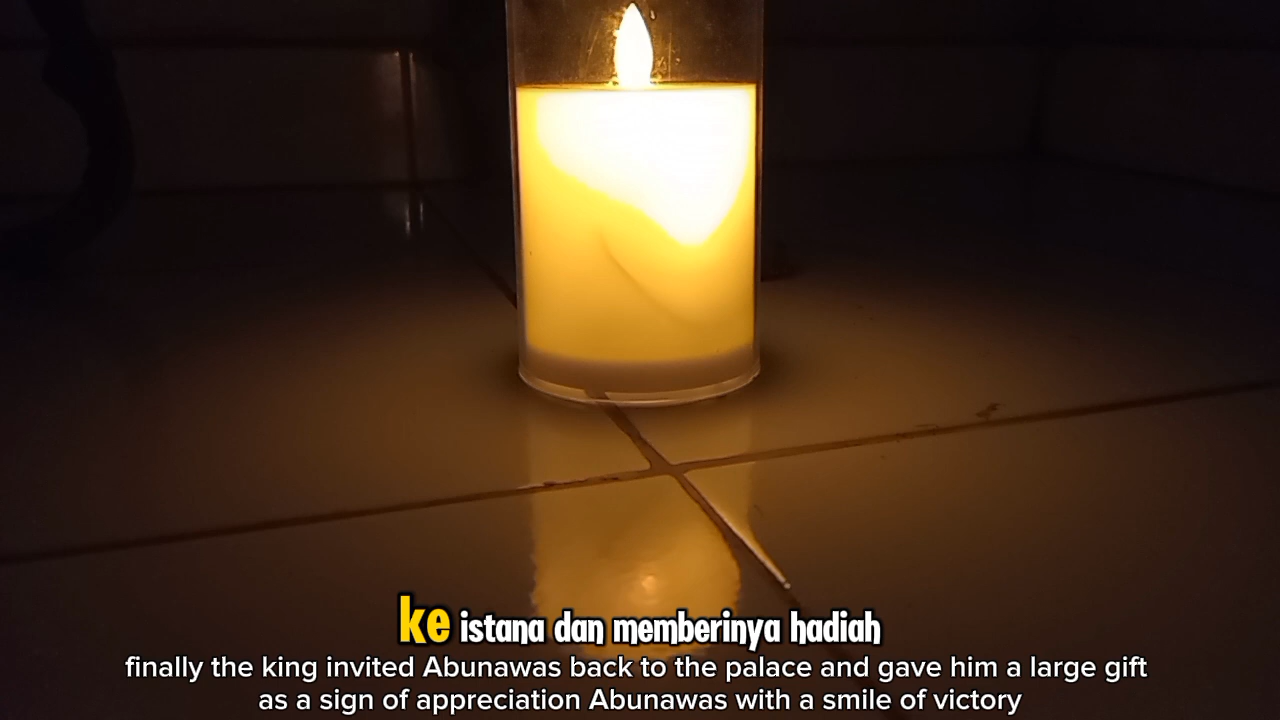 ke istana dan memberinya hadiah
finally the king invited Abunawas back to the palace and gave him a large gift
as a sign of appreciation Abunawas with a smile of victory